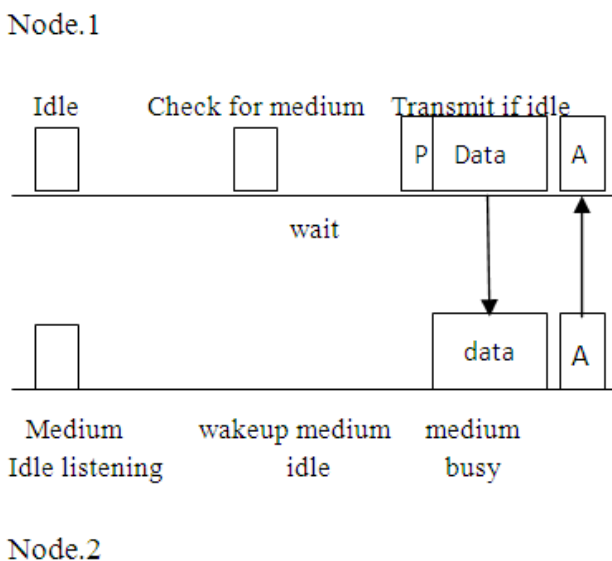 Node.1
Idle Check for medium Transmit if idle
P Data A
wait
data A
Medium wakeup medium medium
Idle listening idle busy
Node.2